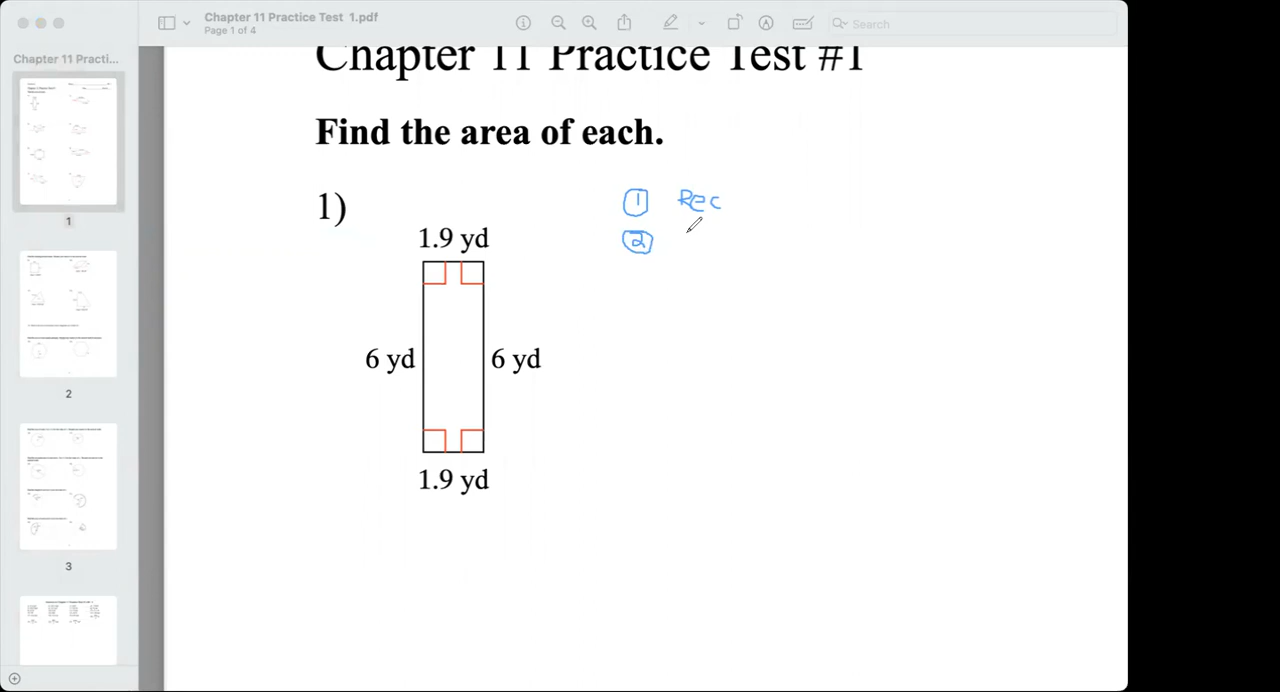 Chapter 11 Practice Test 1.pdf
Page 1 of 4
Search
Chapter 11 Practi...
1
2
3
Chapter 11 Practice Test #1
Find the area of each.
1)
1.9 yd
6 yd
6 yd
1.9 yd
1 Rec
2